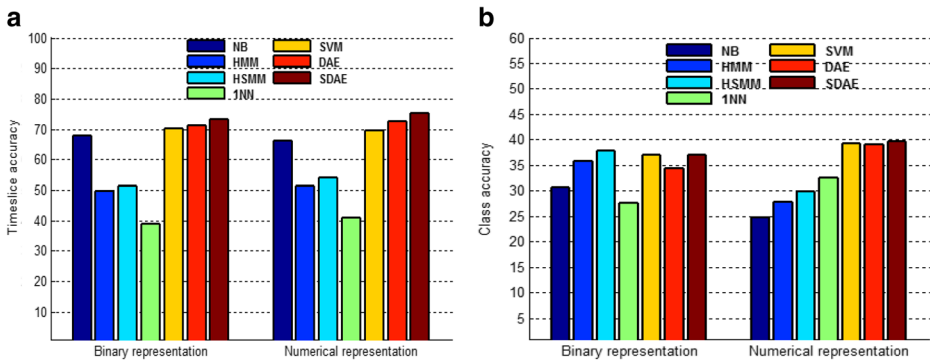 a
100
90
80
70
60
50
40
30
20
10
Timeslice accuracy
NB
HMM
HSMM
1NN
SVM
DAE
SDAE
Binary representation
Numerical representation
b
60
55
50
45
40
35
30
25
20
15
10
5
Class accuracy
NB
HMM
HSMM
1NN
SVM
DAE
SDAE
Binary representation
Numerical representation